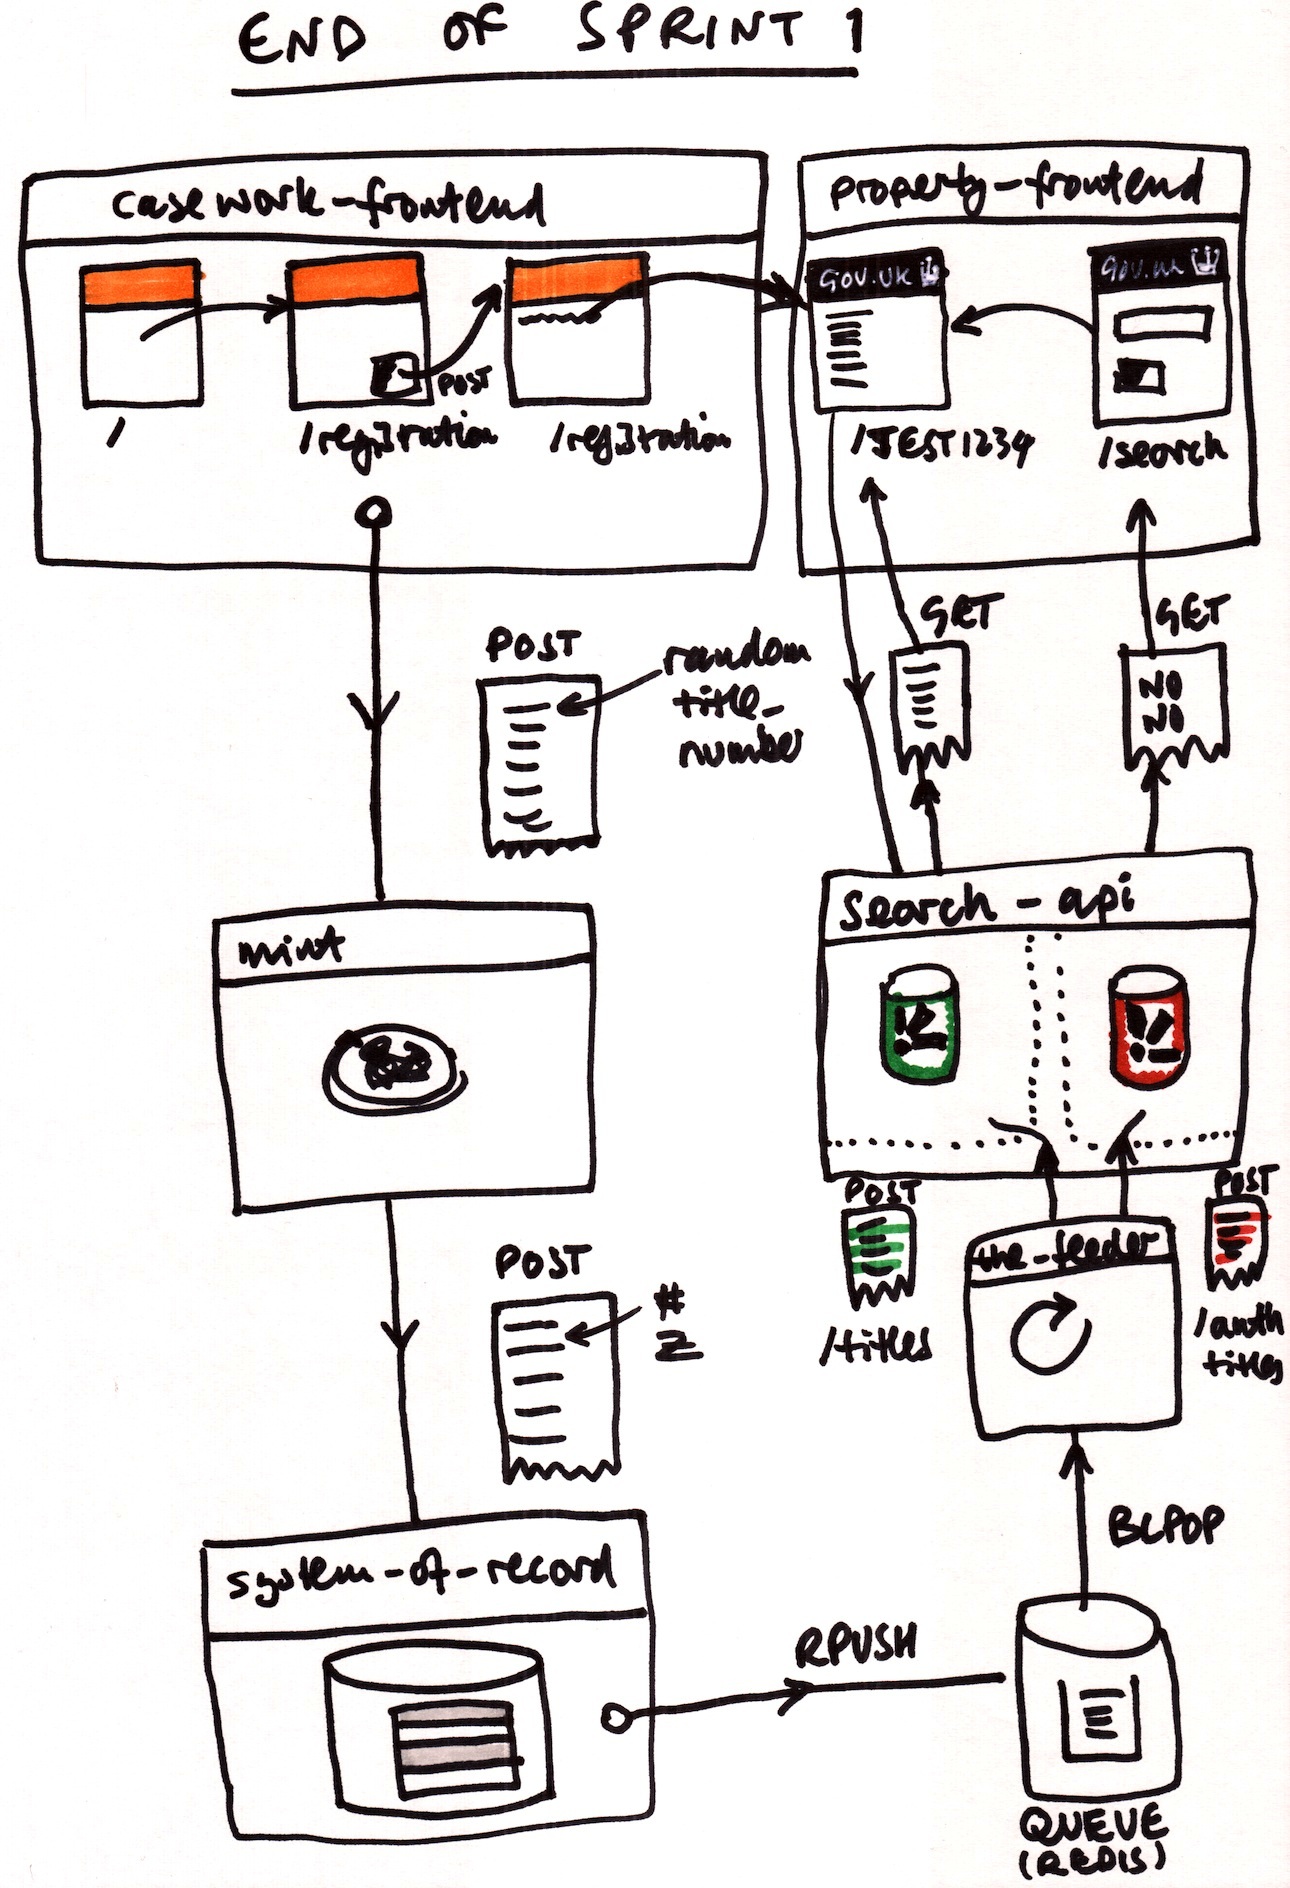 END OF SPRINT 1
casework-frontend
property-frontend
GOV.UK
GOV.UK
POST
/
/registration
/registration
/TEST1234
/search
GET
GET
POST
random
title_
number
NO
NO
search-api
mint
POST
POST
the-feeder
POST
#
/titles
/auth
titles
BLPOP
system-of-record
RPUSH
QUEUE
(REDIS)